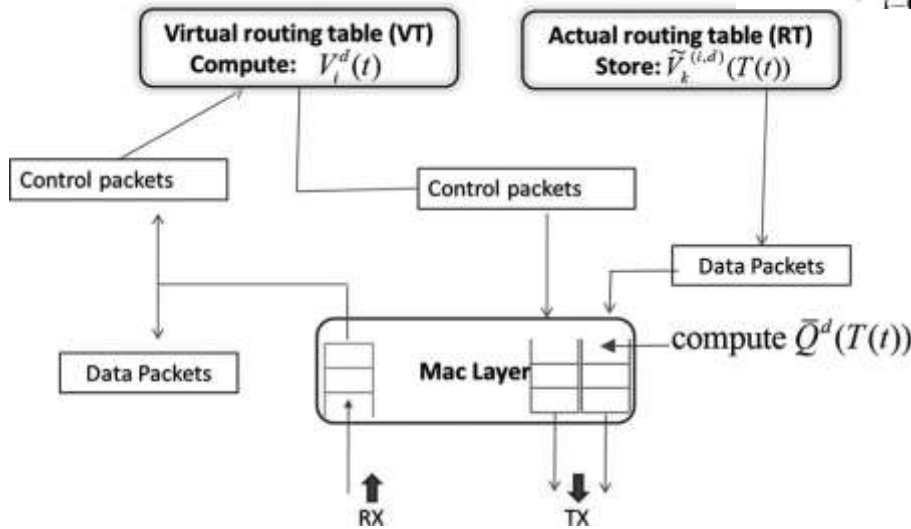 Virtual routing table (VT)
Compute: V_i^d(t)
Actual routing table (RT)
Store: Ṽ_k^{(i,d)}(T(t))
Control packets
Control packets
Data Packets
Data Packets
Mac Layer
compute Q̄^d(T(t))
RX
TX